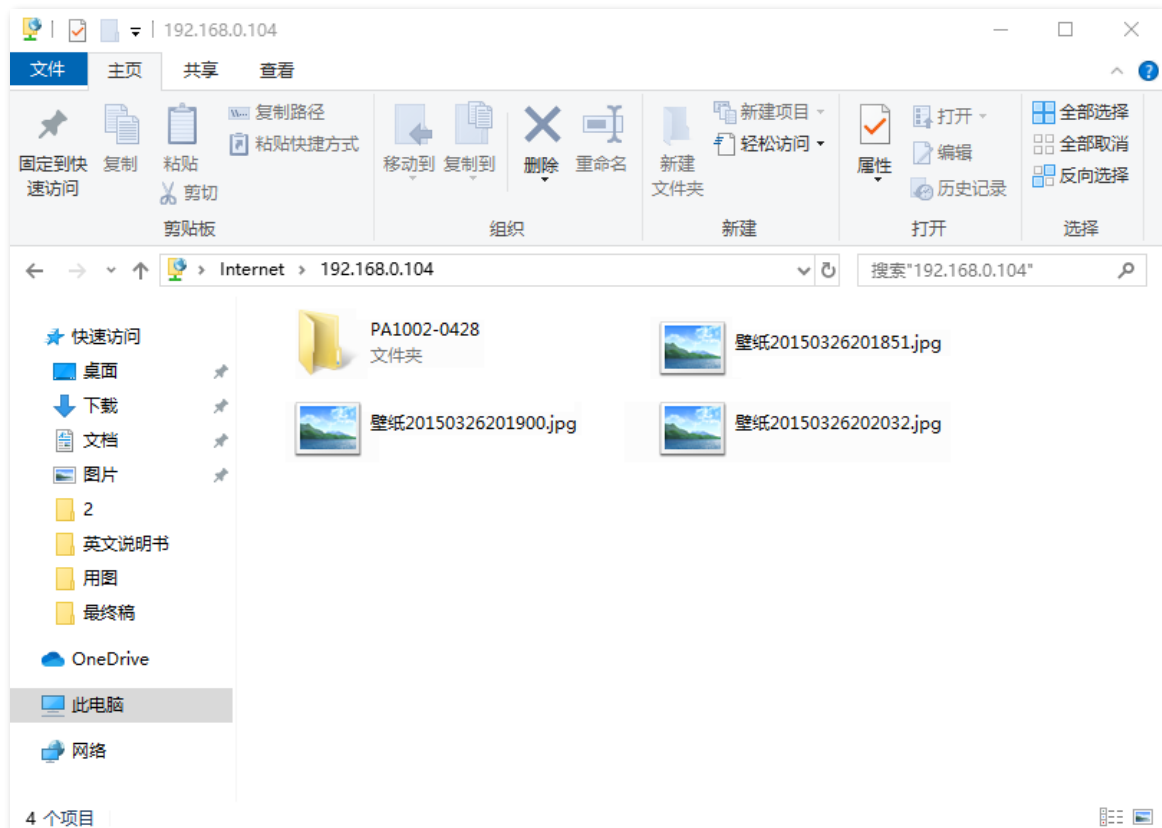 192.168.0.104
文件 主页 共享 查看
固定到快速访问
复制
粘贴
剪切
复制路径
粘贴快捷方式
剪贴板
移动到 复制到
删除 重命名
组织
新建
文件夹
新建项目
轻松访问
新建
属性
打开
编辑
历史记录
打开
全部选择
全部取消
反向选择
选择
Internet 192.168.0.104
搜索"192.168.0.104"
快速访问
桌面
下载
文档
图片
2
英文说明书
用图
最终稿
OneDrive
此电脑
网络
PA1002-0428
文件夹
壁纸20150326201851.jpg
壁纸20150326201900.jpg
壁纸20150326202032.jpg
4 个项目